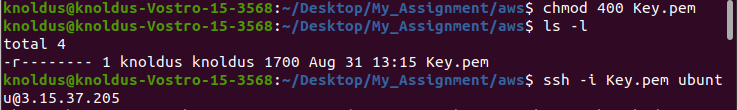 knoldus@knoldus-Vostro-15-3568:~/Desktop/My_Assignment/aws$ chmod 400 Key.pem
knoldus@knoldus-Vostro-15-3568:~/Desktop/My_Assignment/aws$ ls -l
total 4
-r-------- 1 knoldus knoldus 1700 Aug 31 13:15 Key.pem
knoldus@knoldus-Vostro-15-3568:~/Desktop/My_Assignment/aws$ ssh -i Key.pem ubunt
u@3.15.37.205